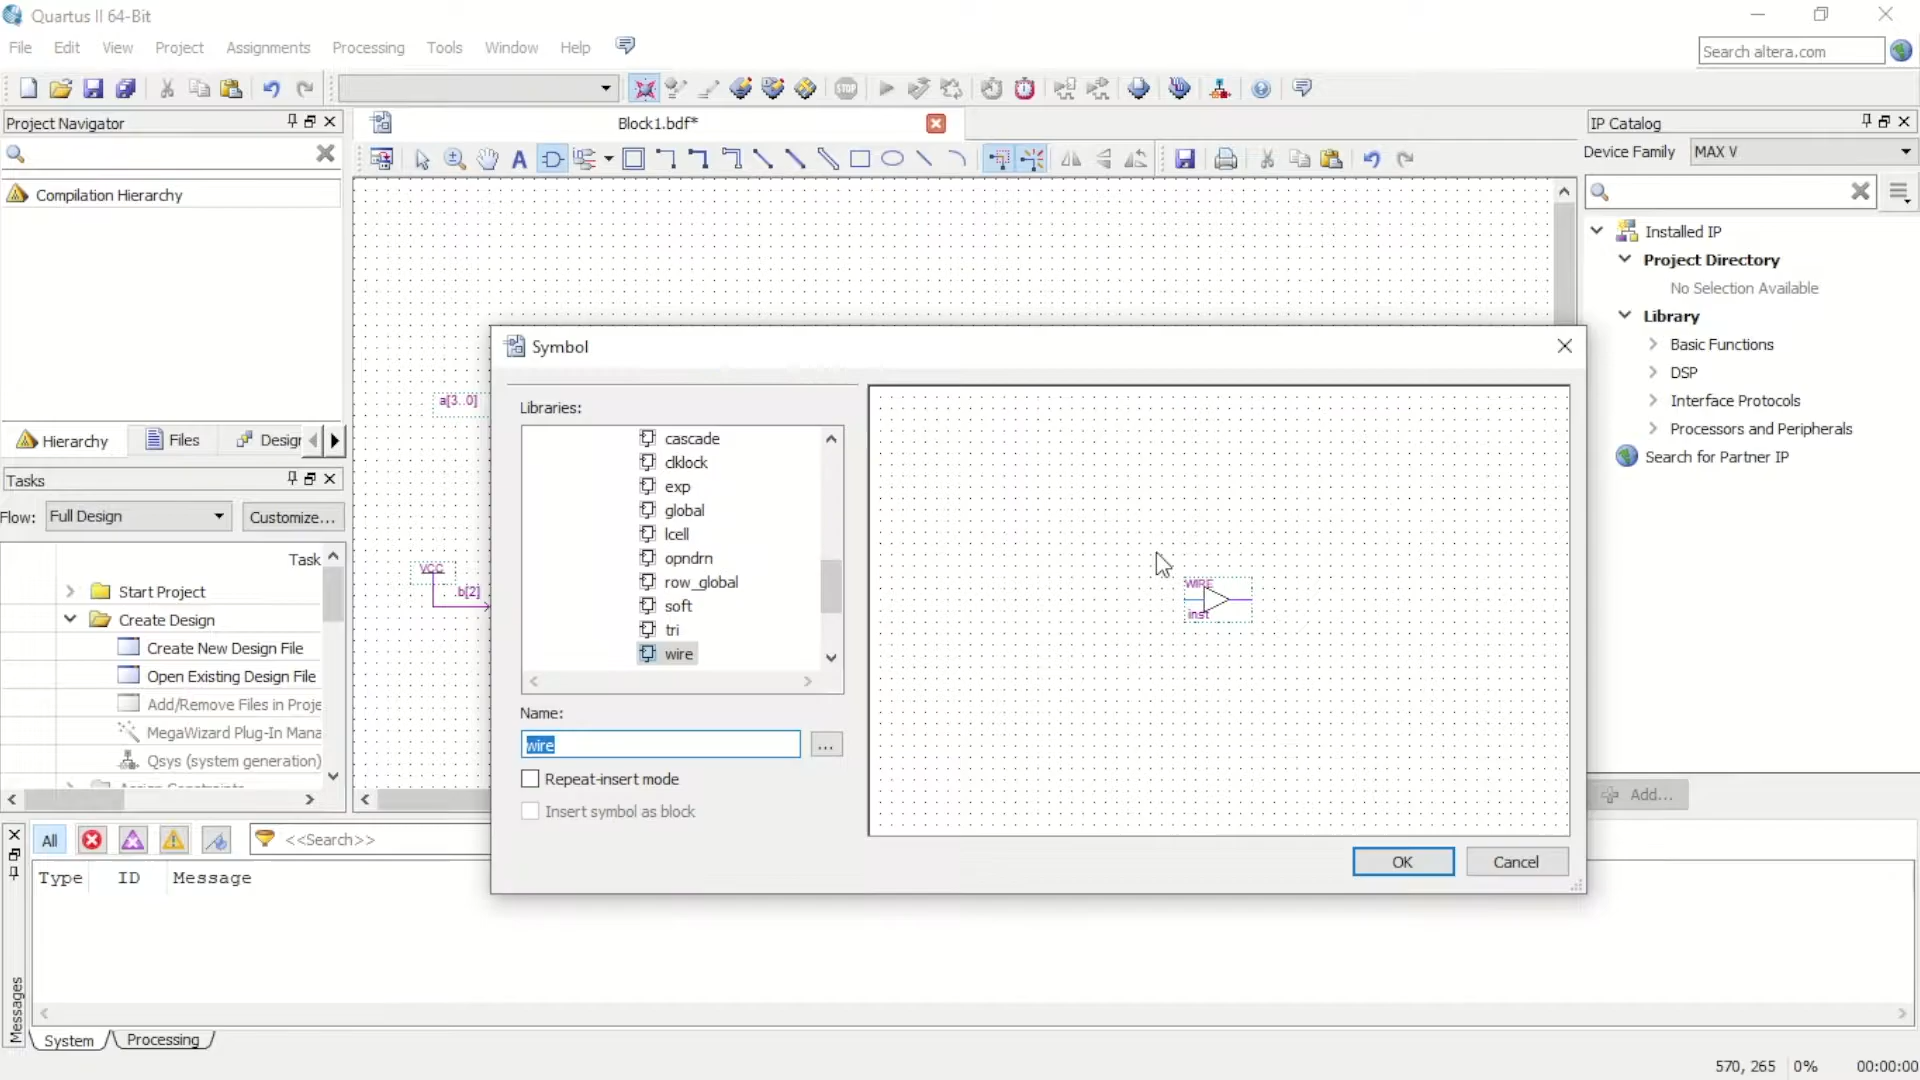 Quartus II 64-Bit
File Edit View Project Assignments Processing Tools Window Help
Search altera.com
STOP
Project Navigator
Block1.bdf*
IP Catalog
A
Device Family MAX V
Compilation Hierarchy
Installed IP
Project Directory
No Selection Available
Library
Basic Functions
DSP
Interface Protocols
Processors and Peripherals
Search for Partner IP
Hierarchy Files Desigr
Tasks
Flow: Full Design Customize...
Task
Start Project
Create Design
Create New Design File
Open Existing Design File
Add/Remove Files in Proje
MegaWizard Plug-In Mana
Qsys (system generation)
a[3..0]
VCC
b[2]
Symbol
Libraries:
cascade
clklock
exp
global
lcell
opndrn
row_global
soft
tri
wire
Name:
wire
...
Repeat-insert mode
Insert symbol as block
WIRE
inst
OK Cancel
Add...
All <<Search>>
Type ID Message
Messages
System Processing
570, 265 0% 00:00:00